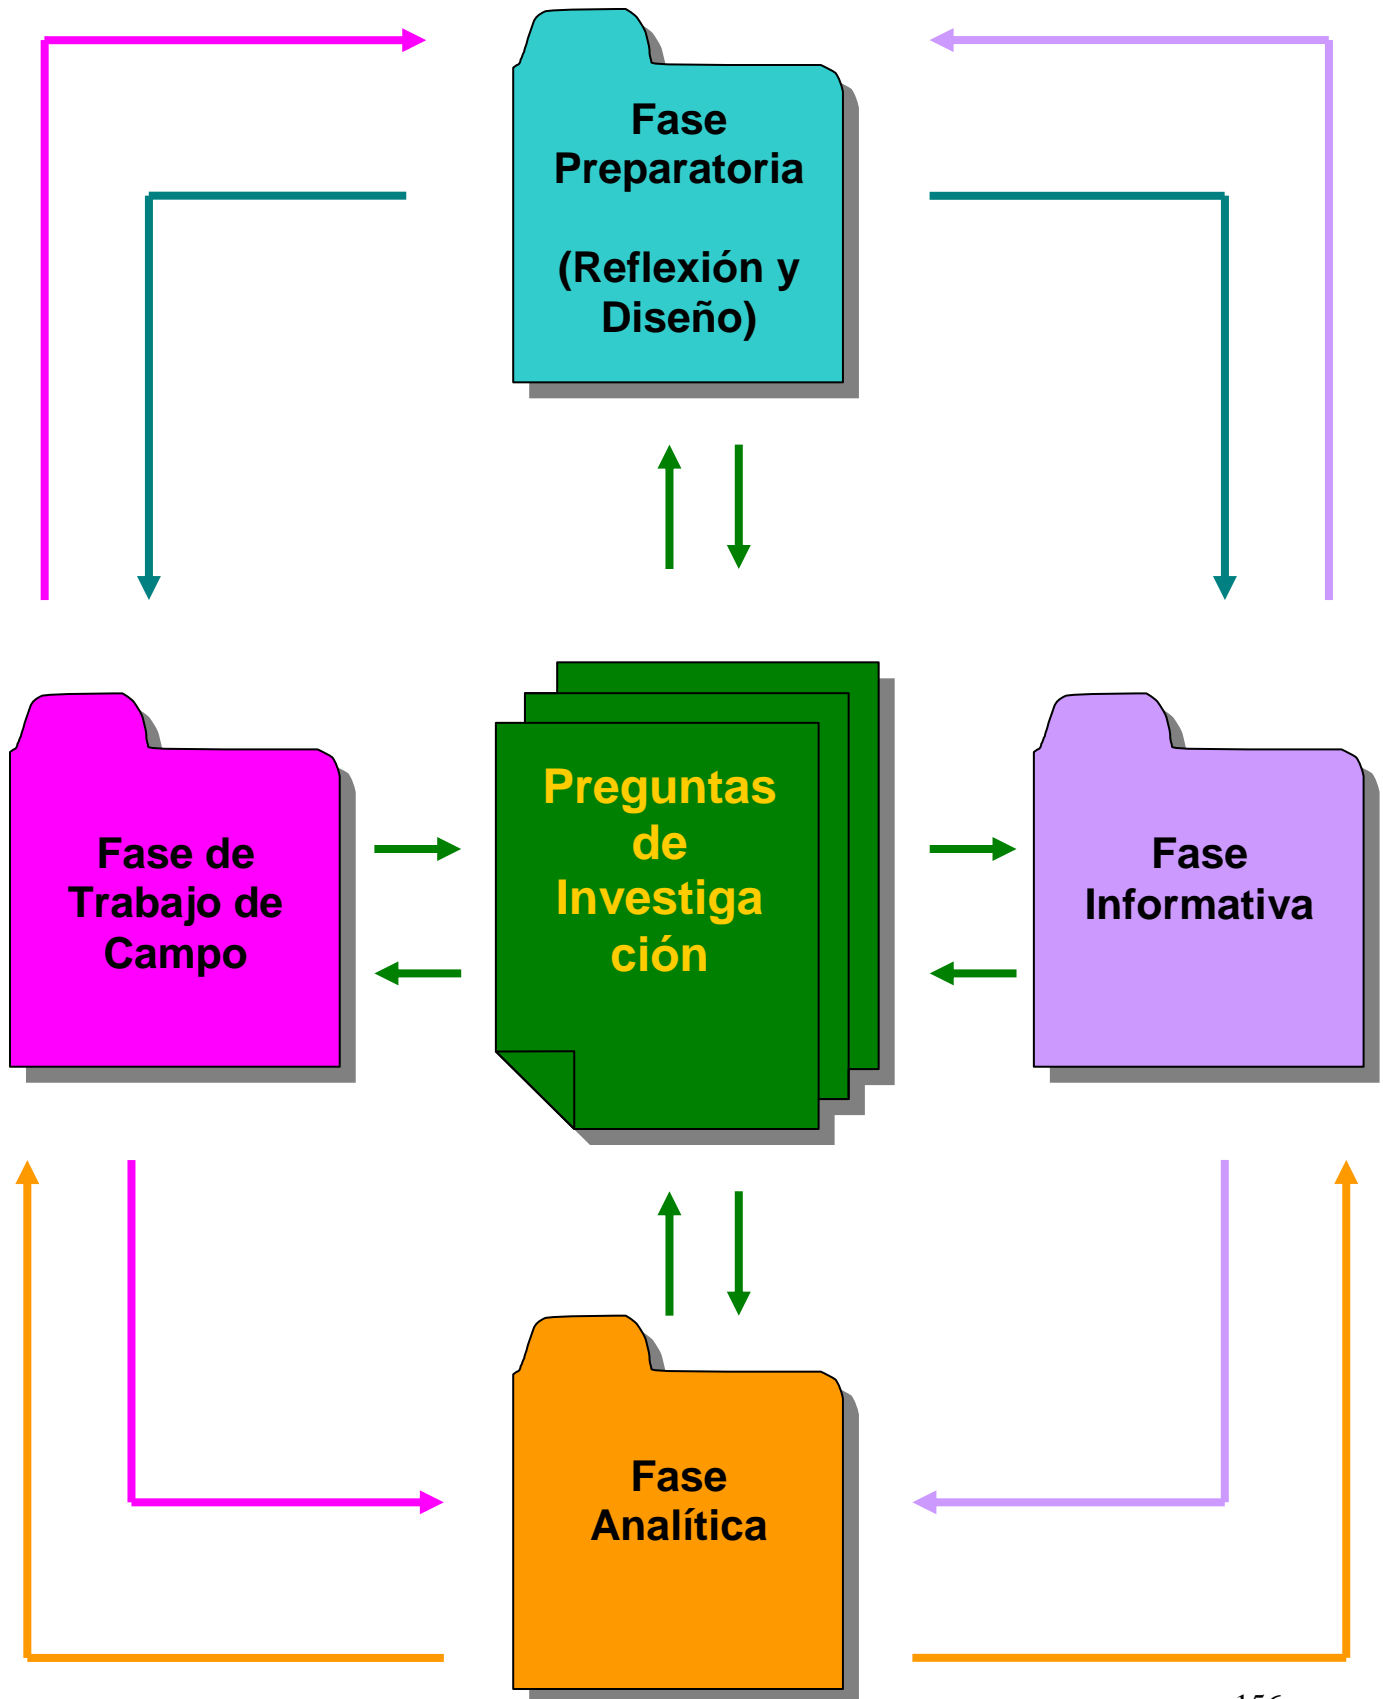 Fase
Preparatoria
(Reflexión y
Diseño)
Preguntas
de
Investiga
ción
Fase de
Trabajo de
Campo
Fase
Informativa
Fase
Analítica